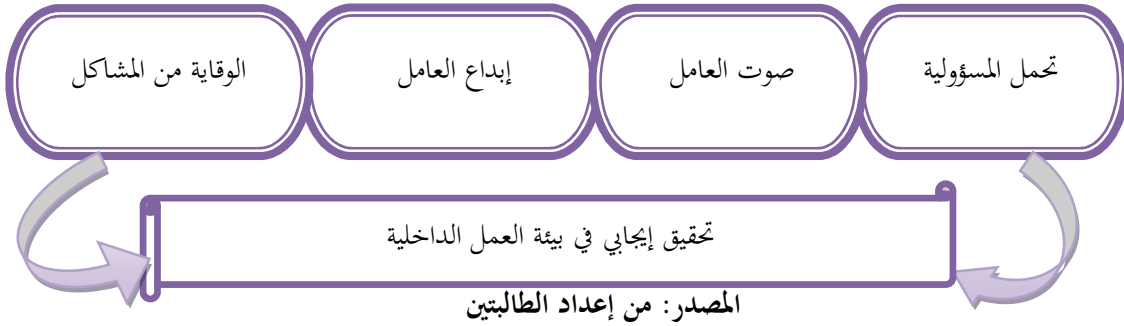 تحمل المسؤولية
صوت العامل
إبداع العامل
الوقاية من المشاكل
تحقيق إيجابي في بيئة العمل الداخلية
المصدر: من إعداد الطالبتين